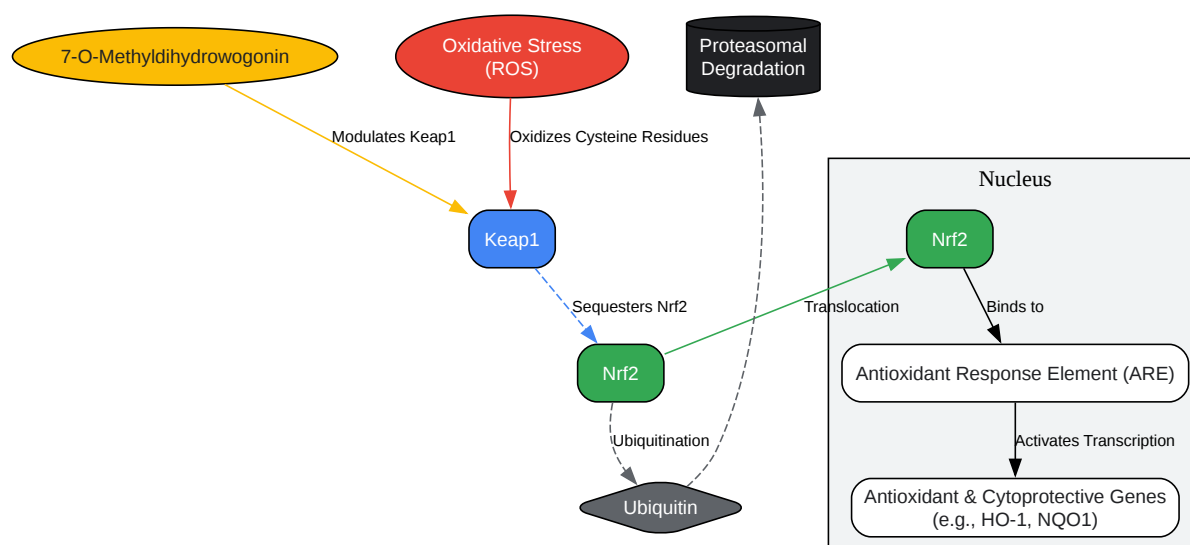 7-O-Methyldihydrowogonin
Oxidative Stress
(ROS)
Proteasomal
Degradation
Modulates Keap1
Oxidizes Cysteine Residues
Nucleus
Keap1
Nrf2
Sequesters Nrf2
Translocation
Binds to
Nrf2
Antioxidant Response Element (ARE)
Ubiquitination
Activates Transcription
Ubiquitin
Antioxidant & Cytoprotective Genes
(e.g., HO-1, NQO1)